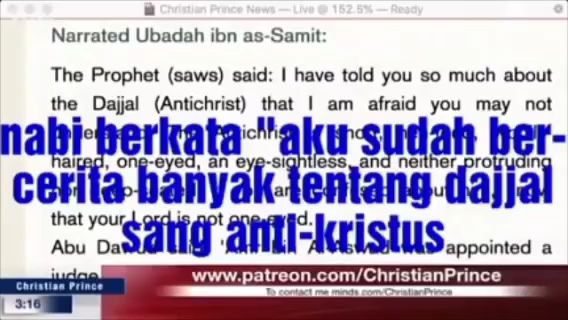 Christian Prince News — Live @ 152.5% — Ready
Narrated Ubadah ibn as-Samit:
The Prophet (saws) said: I have told you so much about
the Dajjal (Antichrist) that I am afraid you may not
nabi berkata "aku sudah ber-
haired, one-eyed, an eye-sightless, and neither protruding
cerita banyak tentang dajjal
that your Lord is not one-eyed.
sang anti-kristus
Abu Dawud was appointed a
judge
www.patreon.com/ChristianPrince
Christian Prince
To contact me minds.com/ChristianPrince
3:16